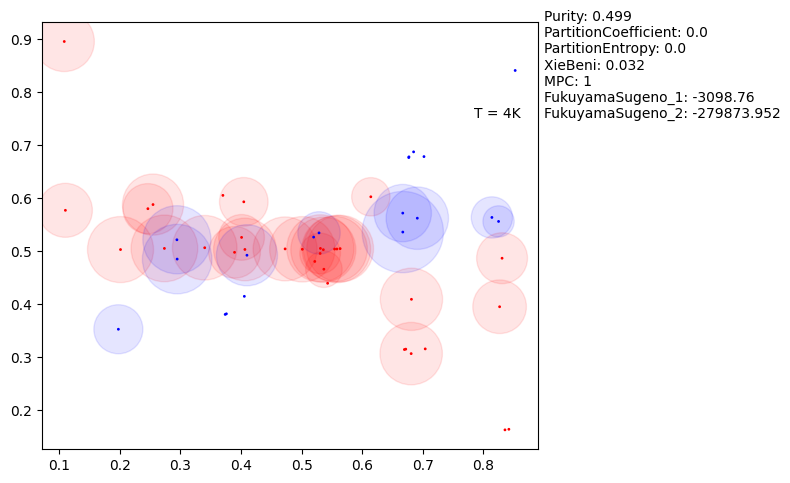 Purity: 0.499
PartitionCoefficient: 0.0
PartitionEntropy: 0.0
XieBeni: 0.032
MPC: 1
FukuyamaSugeno_1: -3098.76
FukuyamaSugeno_2: -279873.952
T = 4K
0.9
0.8
0.7
0.6
0.5
0.4
0.3
0.2
0.1 0.2 0.3 0.4 0.5 0.6 0.7 0.8